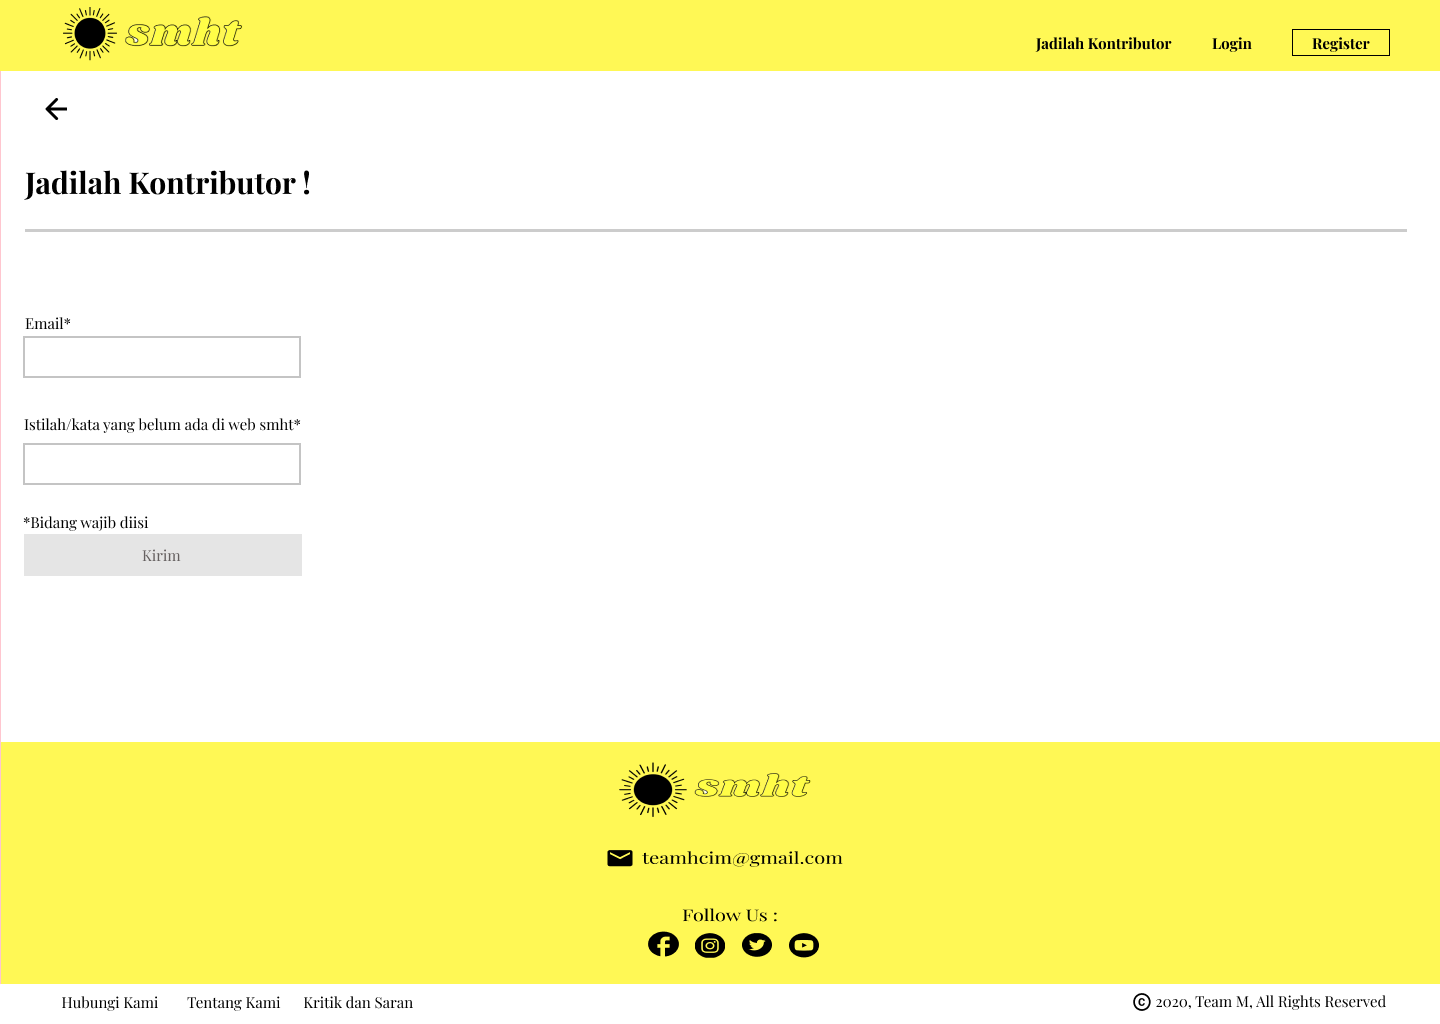 smht
Jadilah Kontributor
Login
Register
Jadilah Kontributor !
Email*
Istilah/kata yang belum ada di web smht*
*Bidang wajib diisi
Kirim
smht
teamhcim@gmail.com
Follow Us :
Hubungi Kami
Tentang Kami
Kritik dan Saran
© 2020, Team M, All Rights Reserved